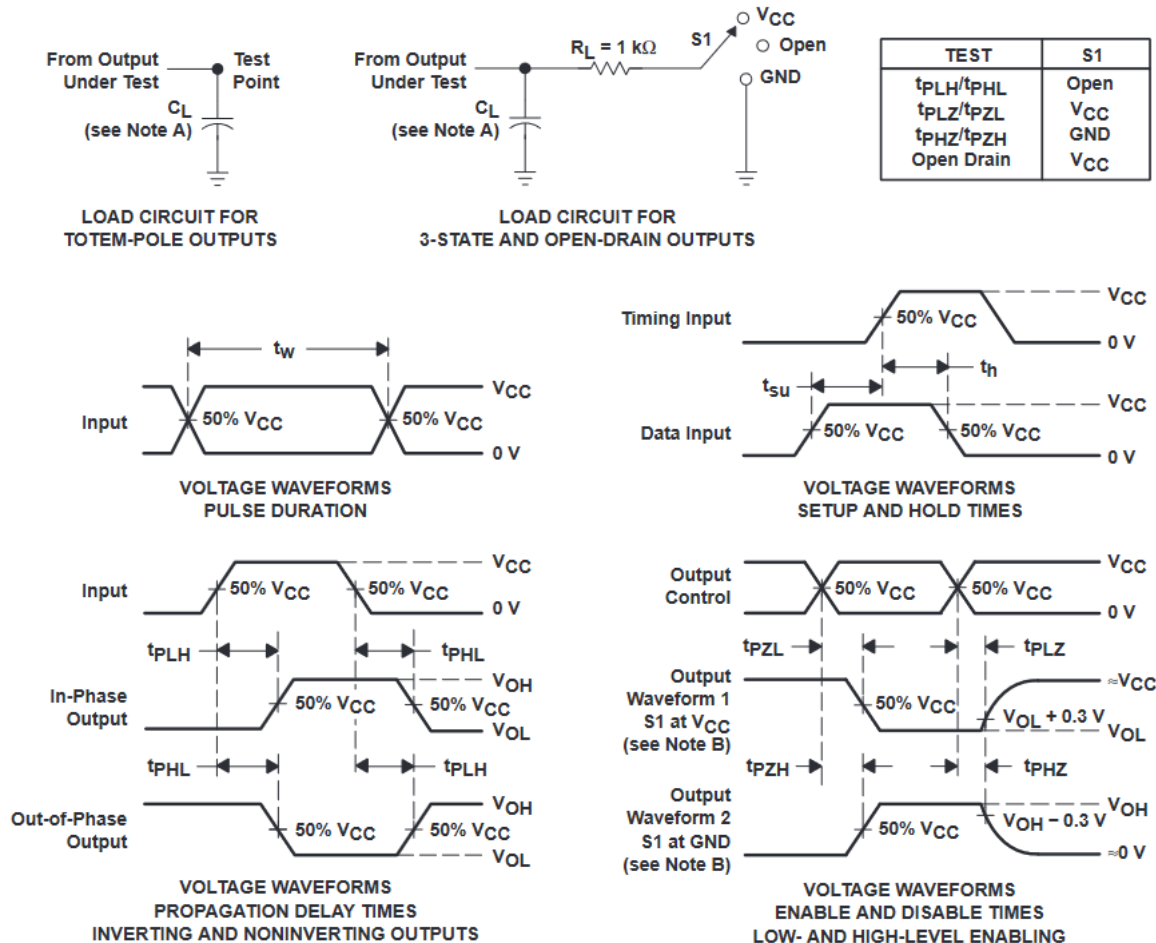 From Output
Under Test
Test
Point
CL
(see Note A)
LOAD CIRCUIT FOR
TOTEM-POLE OUTPUTS
From Output
Under Test
RL = 1 kΩ
S1
VCC
Open
GND
CL
(see Note A)
LOAD CIRCUIT FOR
3-STATE AND OPEN-DRAIN OUTPUTS
TEST S1
tPLH/tPHL Open
tPLZ/tPZL VCC
tPHZ/tPZH GND
Open Drain VCC
tw
Input
50% VCC
50% VCC
VCC
0 V
VOLTAGE WAVEFORMS
PULSE DURATION
Timing Input
50% VCC
VCC
0 V
tsu
th
Data Input
50% VCC
50% VCC
VCC
0 V
VOLTAGE WAVEFORMS
SETUP AND HOLD TIMES
Input
50% VCC
50% VCC
VCC
0 V
tPLH
tPHL
In-Phase
Output
50% VCC
50% VCC
VOH
VOL
tPHL
tPLH
Out-of-Phase
Output
50% VCC
50% VCC
VOH
VOL
VOLTAGE WAVEFORMS
PROPAGATION DELAY TIMES
INVERTING AND NONINVERTING OUTPUTS
Output
Control
50% VCC
50% VCC
VCC
0 V
tPZL
tPLZ
Output
Waveform 1
S1 at VCC
(see Note B)
50% VCC
VOL + 0.3 V
≈VCC
VOL
tPZH
tPHZ
Output
Waveform 2
S1 at GND
(see Note B)
50% VCC
VOH − 0.3 V
VOH
≈0 V
VOLTAGE WAVEFORMS
ENABLE AND DISABLE TIMES
LOW- AND HIGH-LEVEL ENABLING